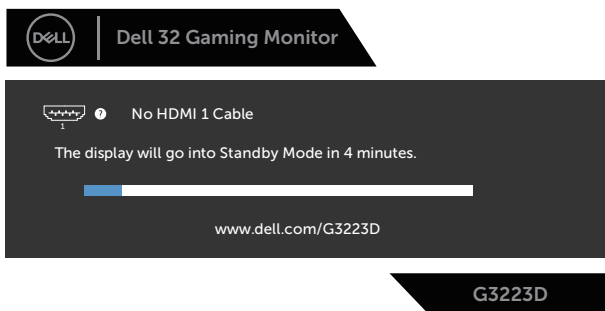 DELL
Dell 32 Gaming Monitor
? No HDMI 1 Cable
1
The display will go into Standby Mode in 4 minutes.
www.dell.com/G3223D
G3223D